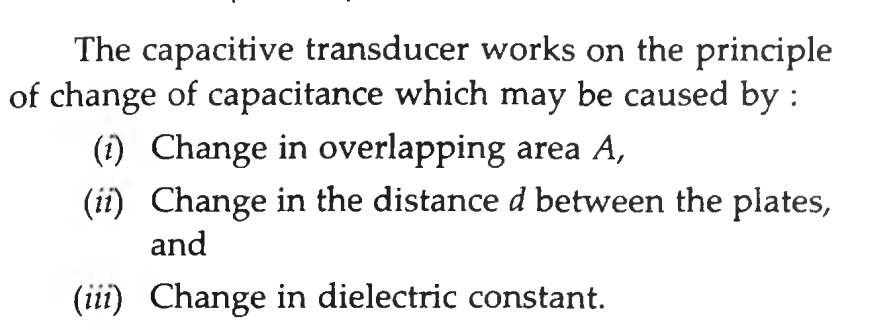 The capacitive transducer works on the principle
of change of capacitance which may be caused by :
(i) Change in overlapping area A,
(ii) Change in the distance d between the plates,
and
(iii) Change in dielectric constant.